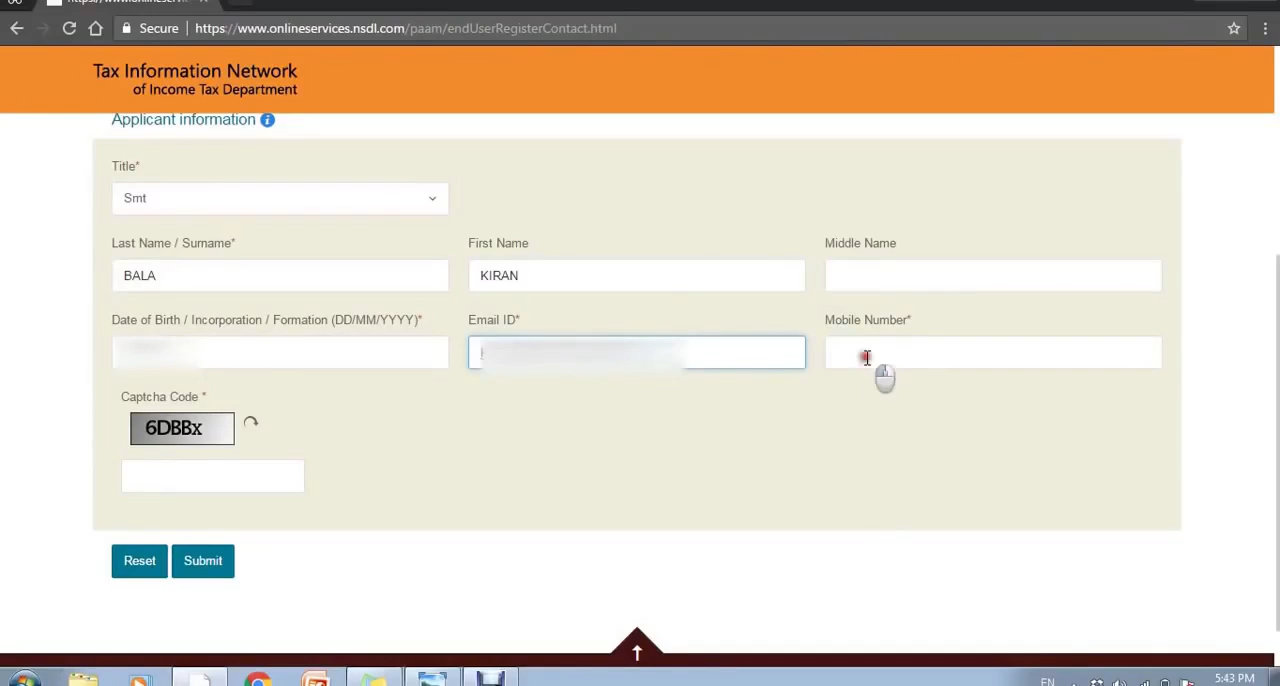 Secure
https://www.onlineservices.nsdl.com/paam/endUserRegisterContact.html
Tax Information Network
of Income Tax Department
Applicant information
Title*
Smt
Last Name / Surname*
First Name
Middle Name
BALA
KIRAN
Date of Birth / Incorporation / Formation (DD/MM/YYYY)*
Email ID*
Mobile Number*
Captcha Code *
6DBBx
Reset
Submit
EN
5:43 PM